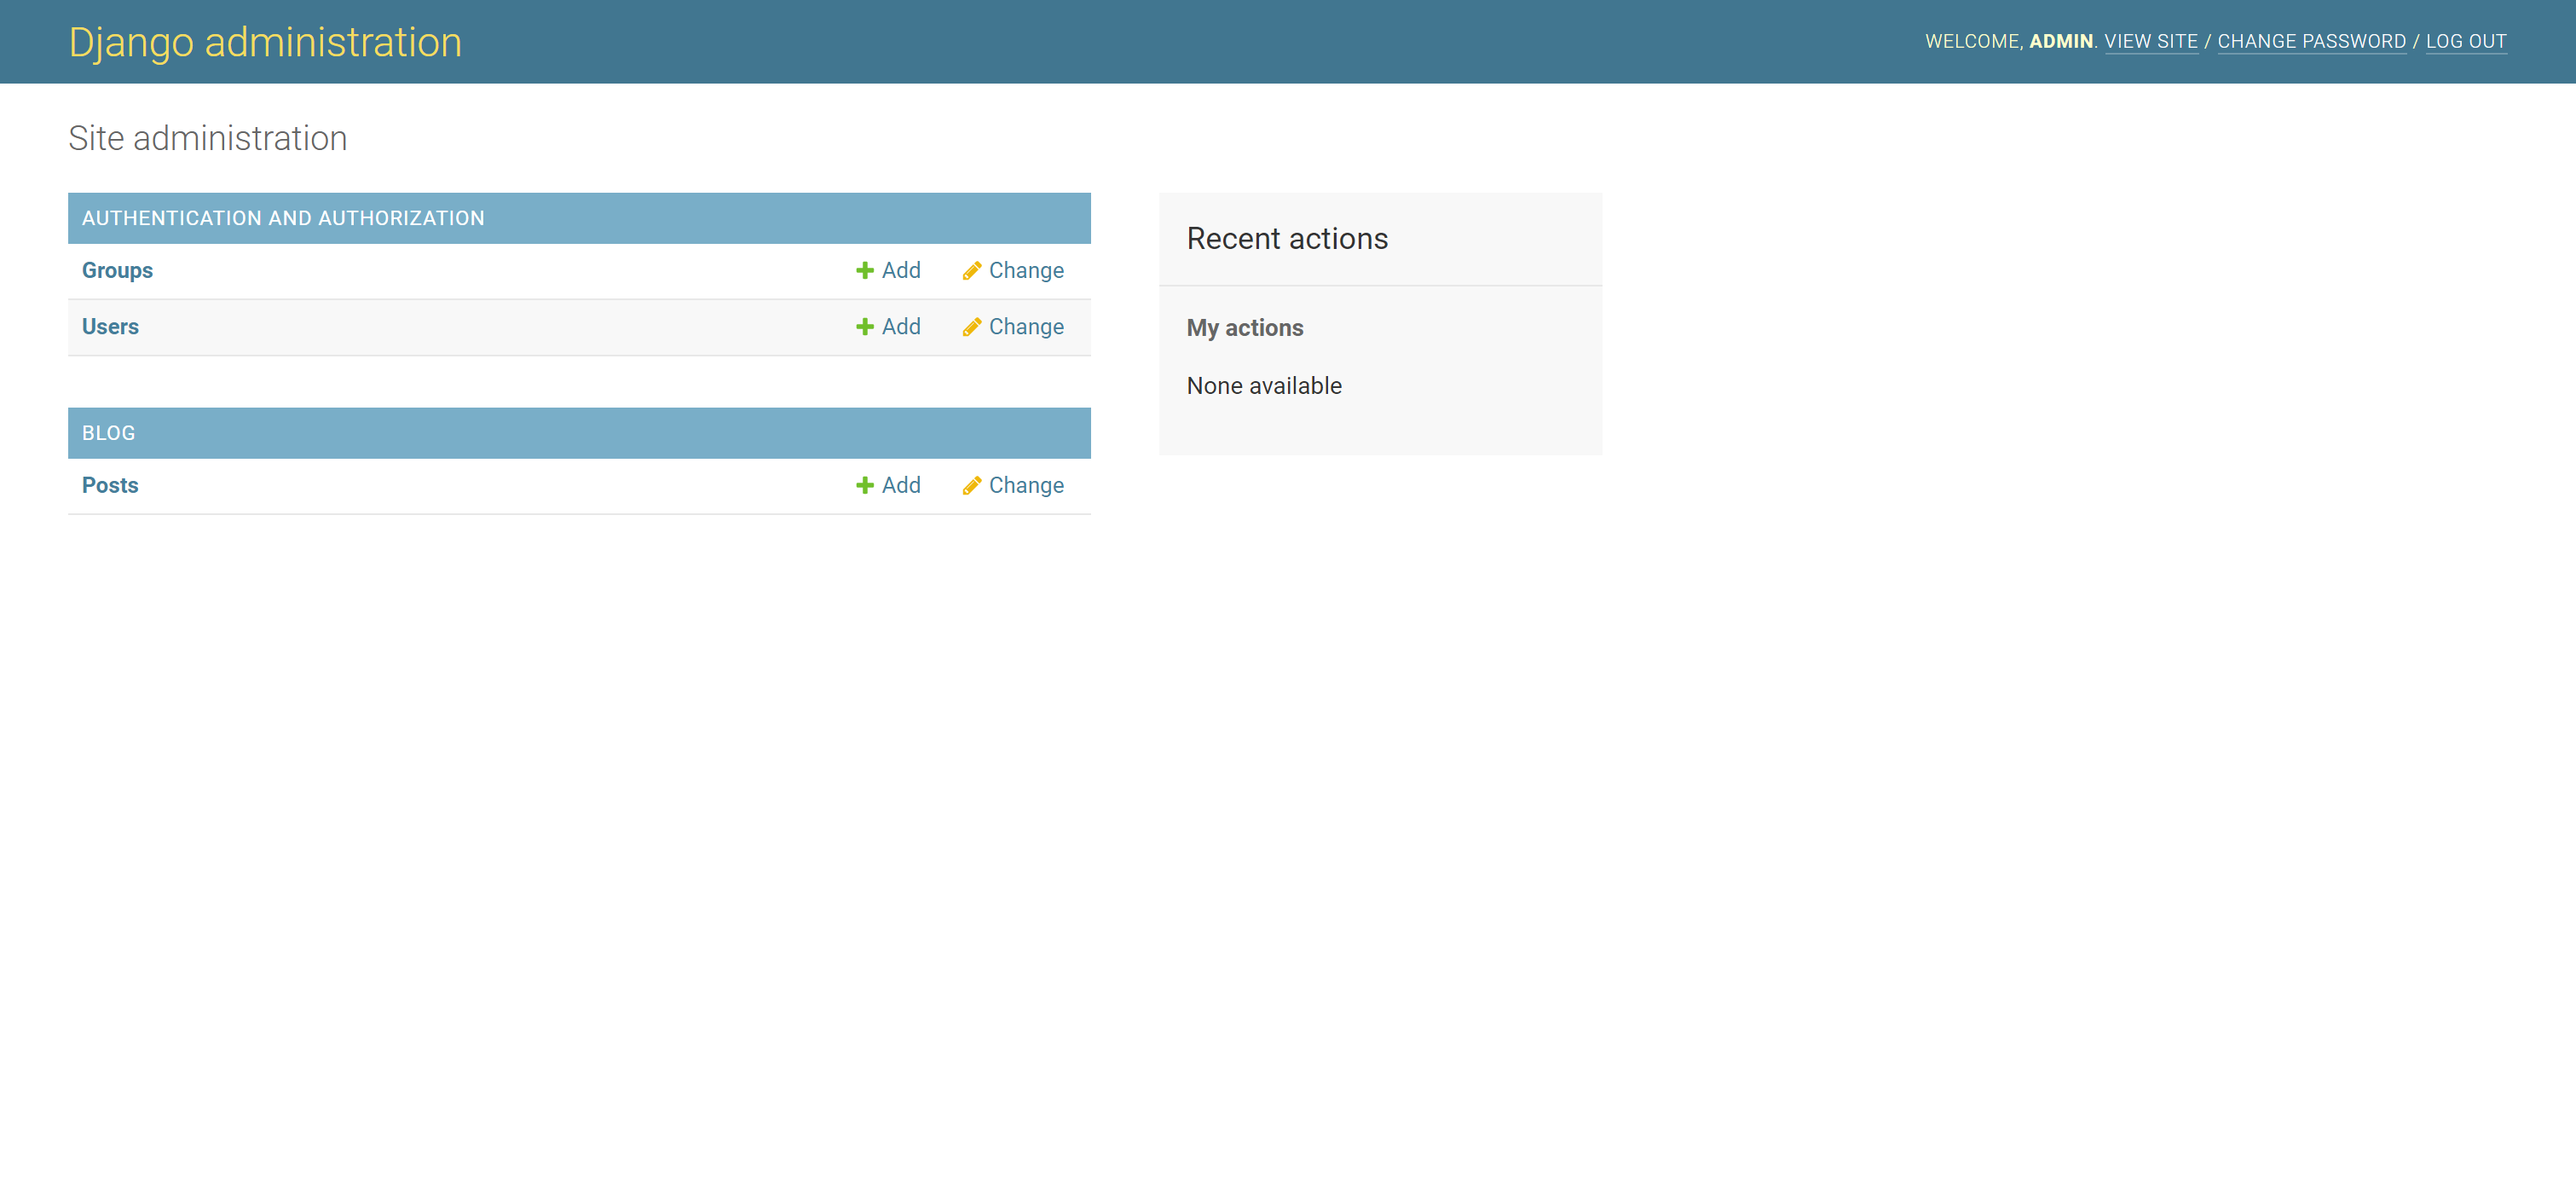 Django administration
WELCOME, ADMIN. VIEW SITE / CHANGE PASSWORD / LOG OUT
Site administration
AUTHENTICATION AND AUTHORIZATION
Groups Add Change
Users Add Change
BLOG
Posts Add Change
Recent actions
My actions
None available